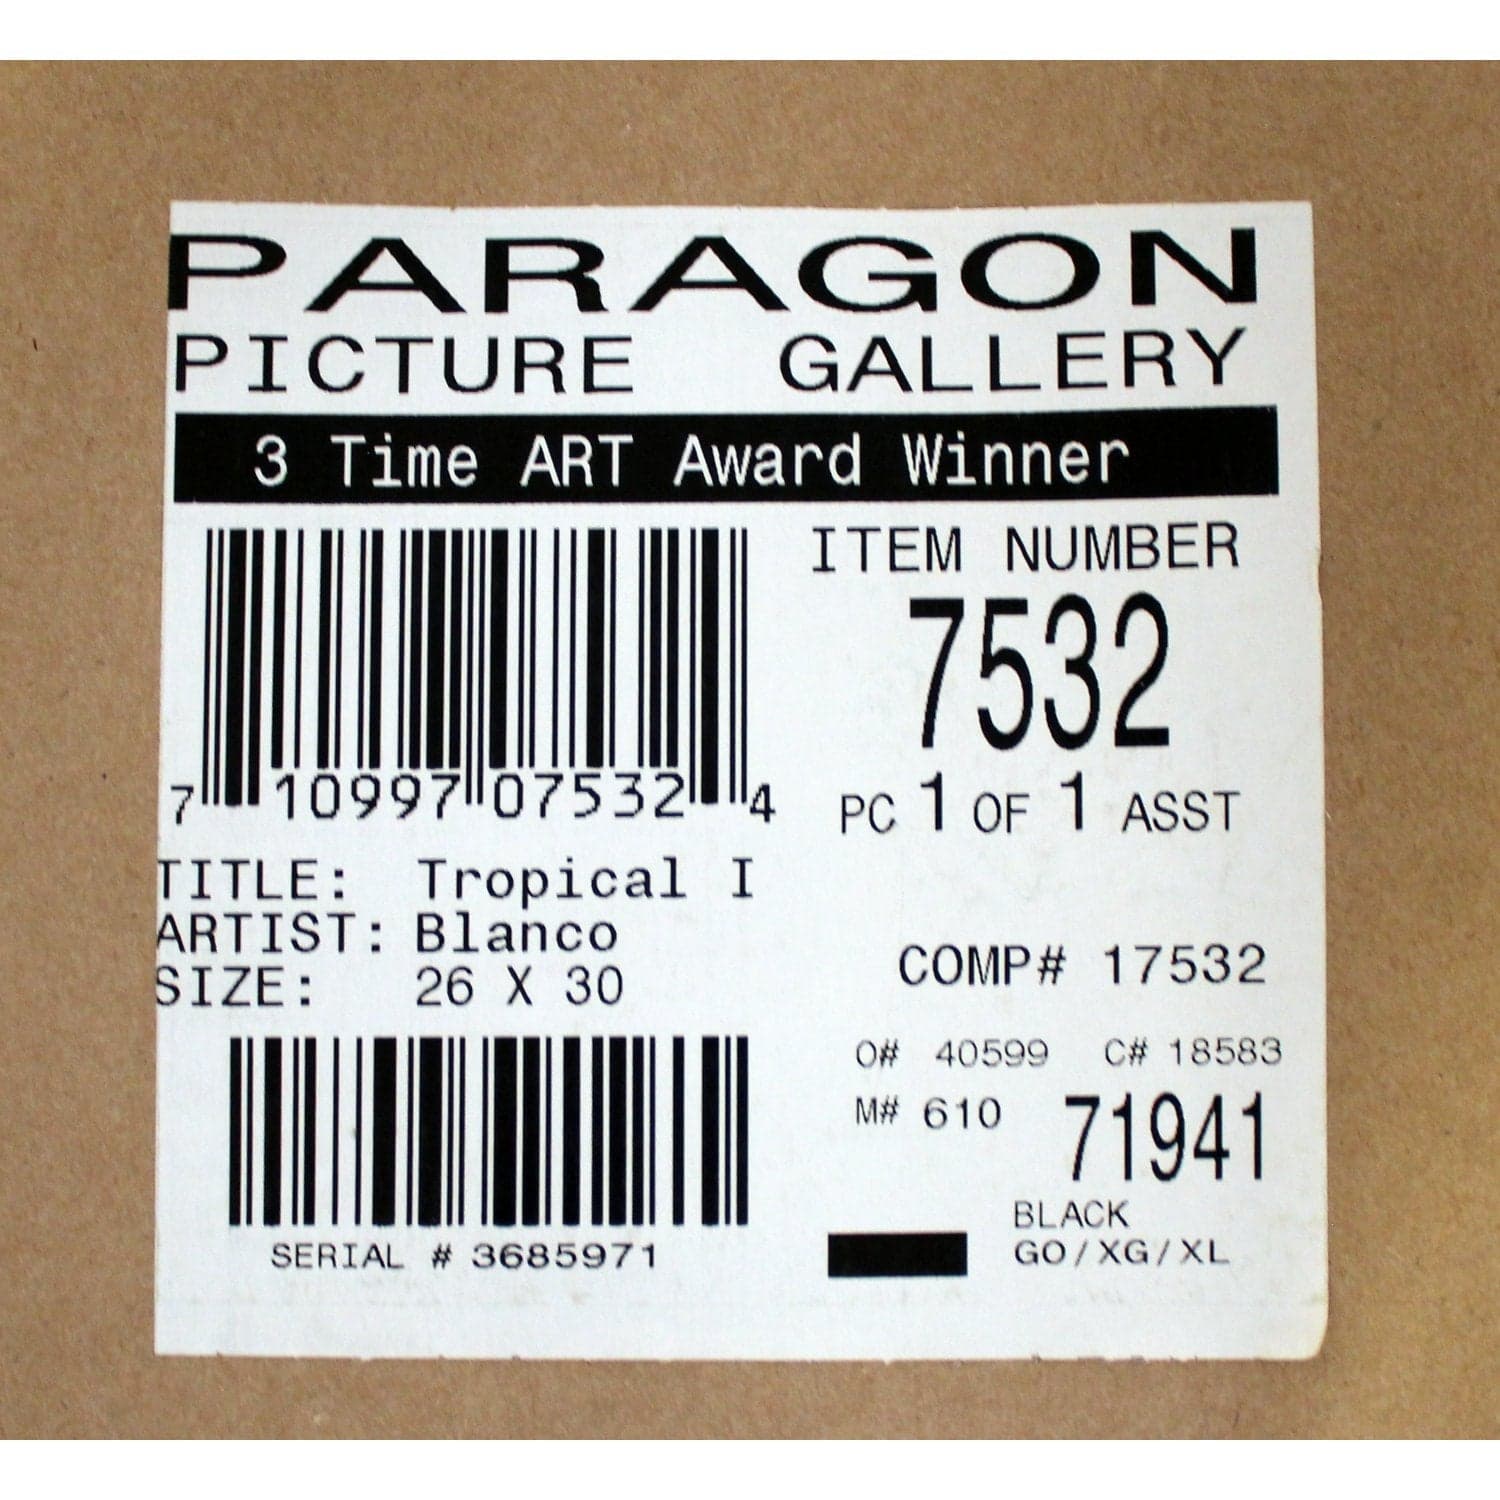 PARAGON
PICTURE GALLERY
3 Time ART Award Winner
ITEM NUMBER
7532
7 10997 07532 4
PC 1 OF 1 ASST
TITLE: Tropical I
ARTIST: Blanco
SIZE: 26 X 30
COMP# 17532
O# 40599 C# 18583
M# 610 71941
BLACK
GO/XG/XL
SERIAL # 3685971